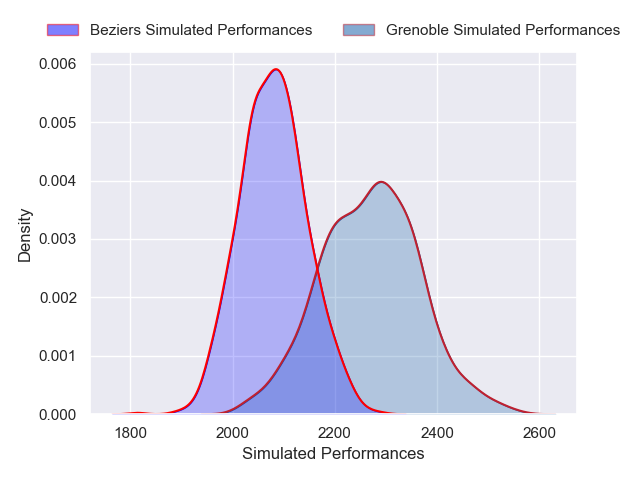 Beziers Simulated Performances Grenoble Simulated Performances
0.006
0.005
0.004
0.003
0.002
0.001
0.000
Density
1800 2000 2200 2400 2600
Simulated Performances